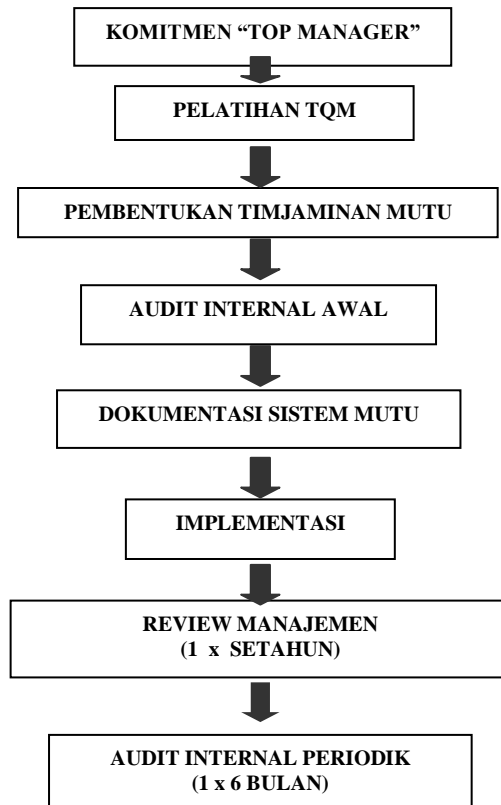 KOMITMEN “TOP MANAGER”
PELATIHAN TQM
PEMBENTUKAN TIMJAMINAN MUTU
AUDIT INTERNAL AWAL
DOKUMENTASI SISTEM MUTU
IMPLEMENTASI
REVIEW MANAJEMEN
(1 x SETAHUN)
AUDIT INTERNAL PERIODIK
(1 x 6 BULAN)